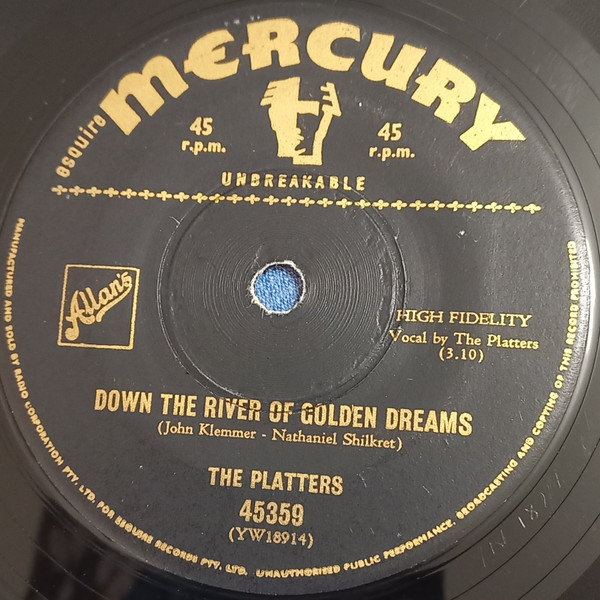 esquire
MERCURY
45
r.p.m.
45
r.p.m.
UNBREAKABLE
Allan's
HIGH FIDELITY
Vocal by The Platters
(3.10)
DOWN THE RIVER OF GOLDEN DREAMS
(John Klemmer - Nathaniel Shilkret)
THE PLATTERS
45359
(YW18914)
MANUFACTURED AND SOLD BY RADIO CORPORATION PTY. LTD. FOR ESQUIRE RECORDS PTY. LTD. UNAUTHORISED PUBLIC PERFORMANCE, BROADCASTING AND COPYING OF THIS RECORD PROHIBITED